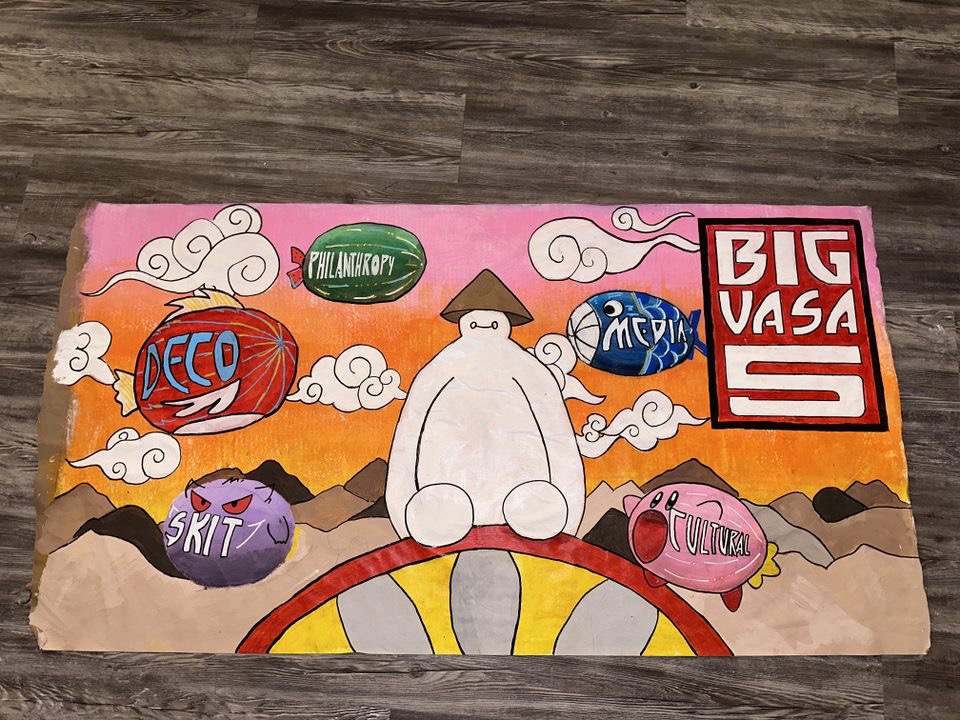 PHILANTHROPY
DECO
MEDIA
SKIT
CULTURAL
BIG
VASA
5